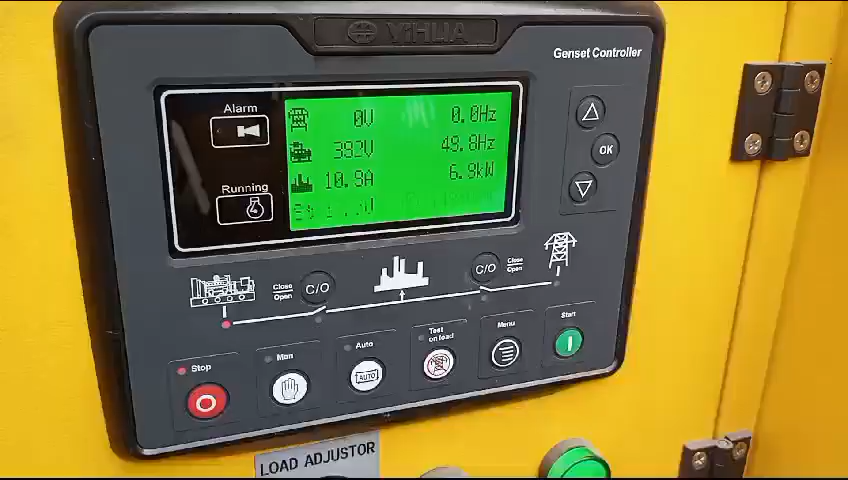 YIHUA
Genset Controller
Alarm
0V 0.0Hz
382V 49.8Hz
Running
10.9A 6.9kW
OK
Close
Open
C/O
C/O
Close
Open
Stop
Man
Auto
AUTO
Test
on load
Menu
Start
LOAD ADJUSTOR